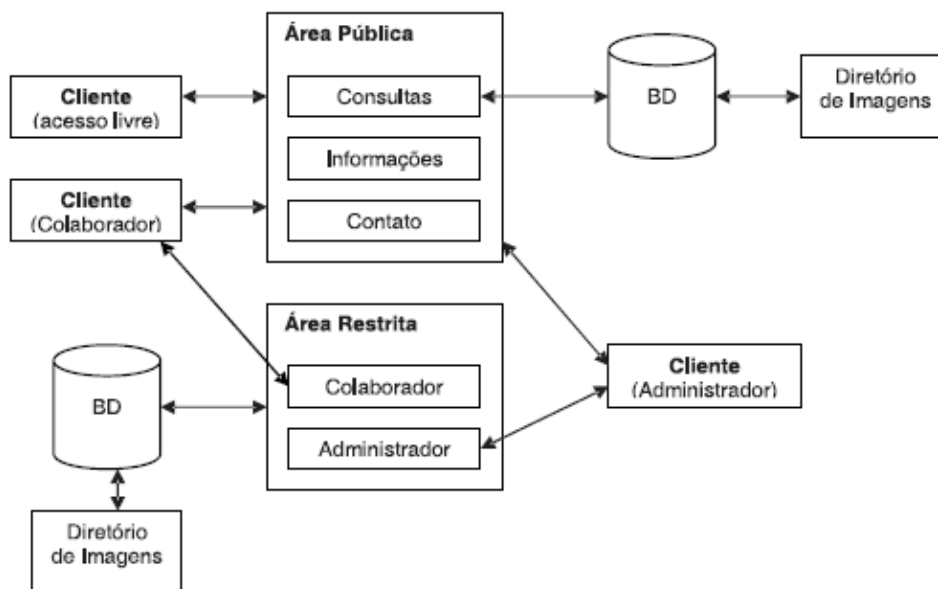 Área Pública
Cliente
(acesso livre)
Consultas
BD
Diretório
de Imagens
Informações
Cliente
(Colaborador)
Contato
Área Restrita
Cliente
(Administrador)
Colaborador
BD
Administrador
Diretório
de Imagens